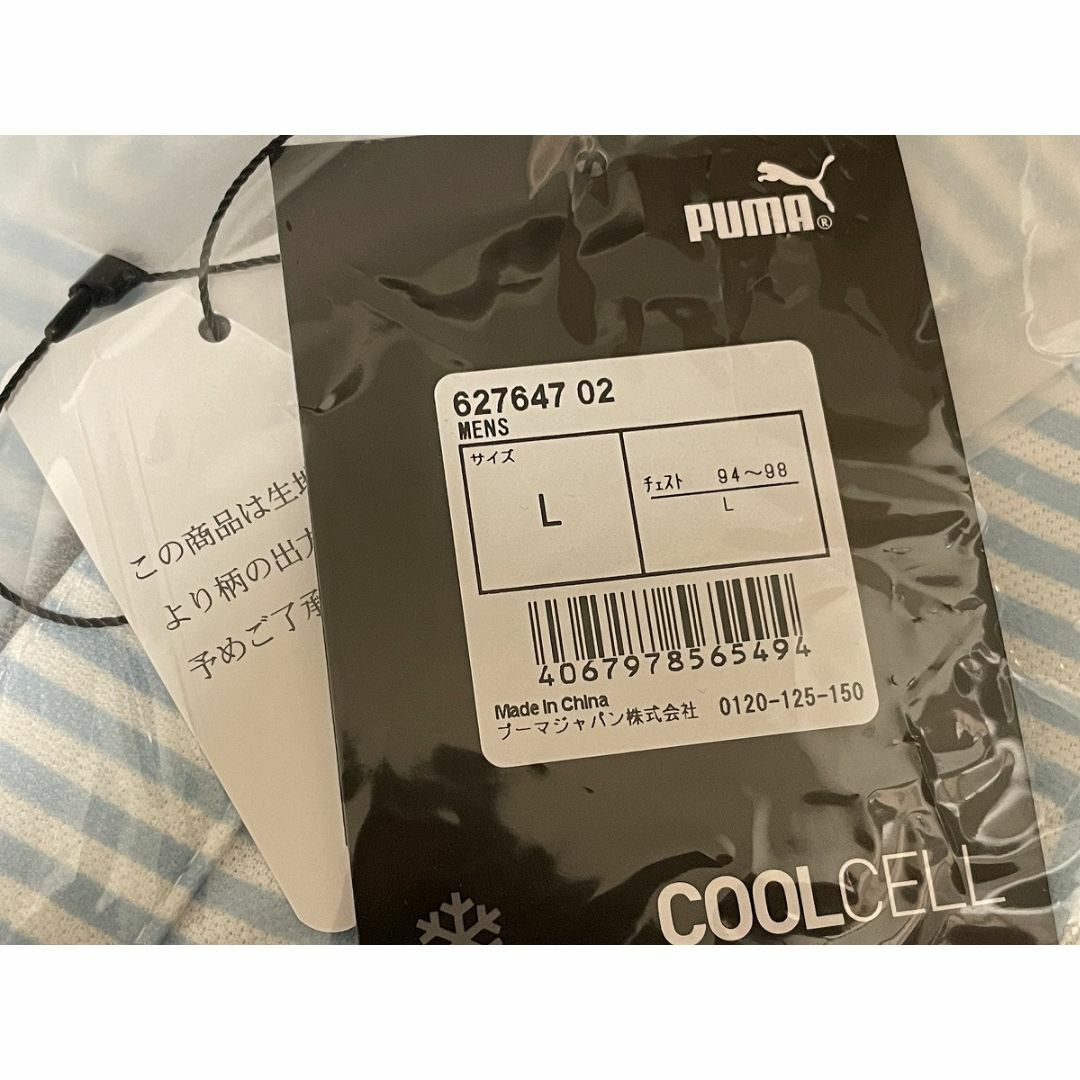 PUMA®
627647 02
MENS
サイズ
L
チェスト 94～98
L
4067978565494
Made in China
プーマジャパン株式会社 0120-125-150
COOLCELL
この商品は生地
より柄の出
予めご了承